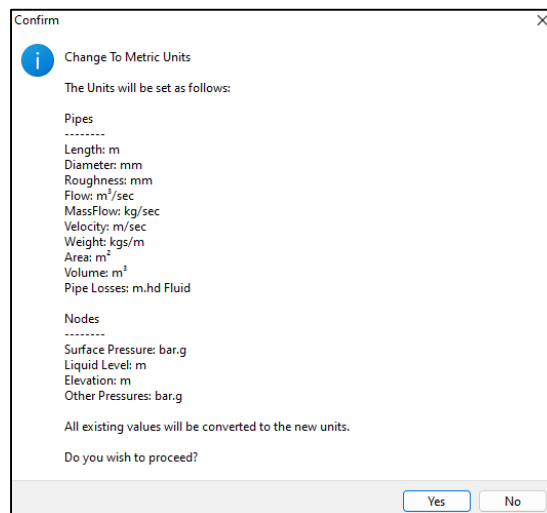 Confirm
Change To Metric Units
The Units will be set as follows:
Pipes
--------
Length: m
Diameter: mm
Roughness: mm
Flow: m³/sec
MassFlow: kg/sec
Velocity: m/sec
Weight: kgs/m
Area: m²
Volume: m³
Pipe Losses: m.hd Fluid
Nodes
--------
Surface Pressure: bar.g
Liquid Level: m
Elevation: m
Other Pressures: bar.g
All existing values will be converted to the new units.
Do you wish to proceed?
Yes No